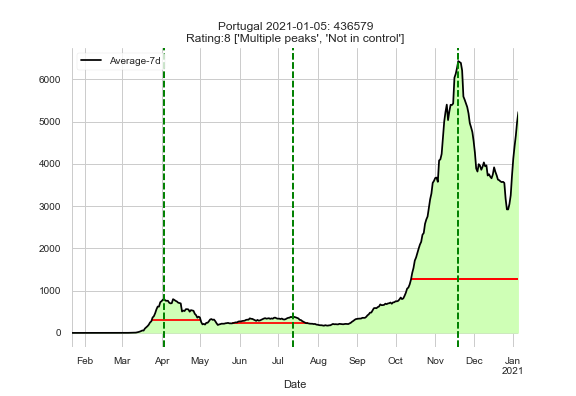 Portugal 2021-01-05: 436579
Rating:8 ['Multiple peaks', 'Not in control']
Average-7d
6000
5000
4000
3000
2000
1000
0
Feb Mar Apr May Jun Jul Aug Sep Oct Nov Dec Jan
2021
Date